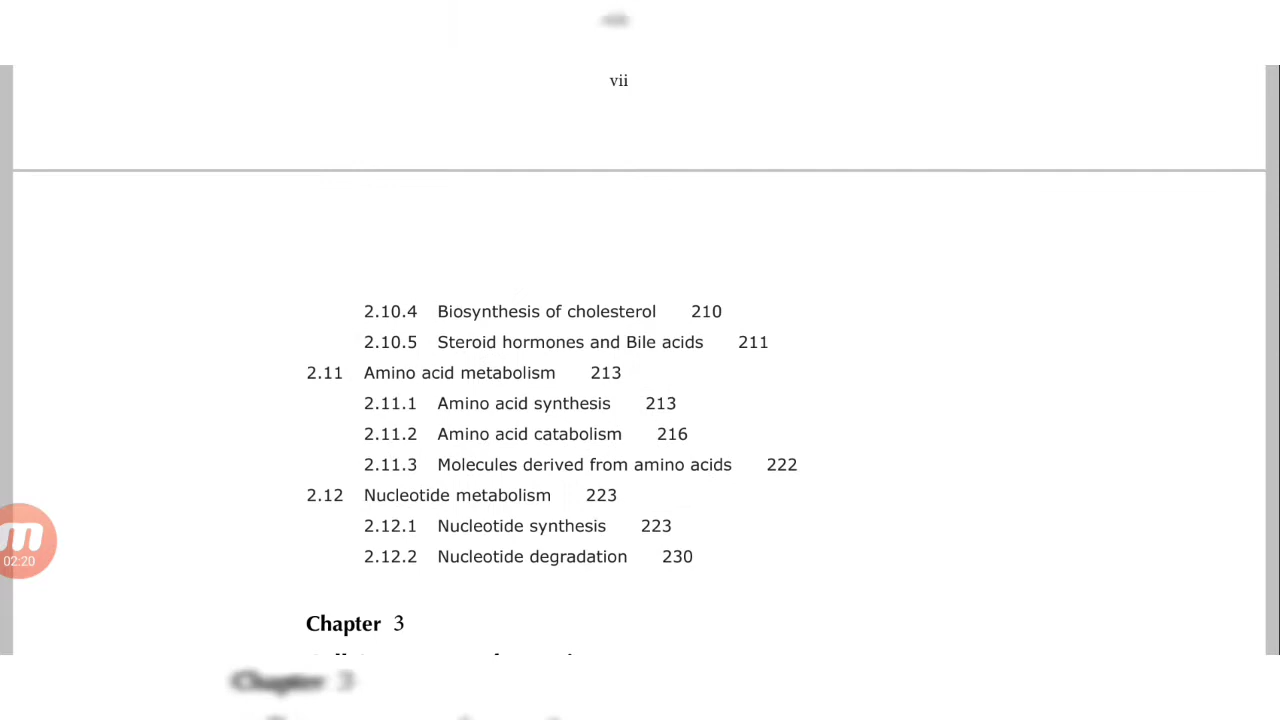 vii
2.10.4 Biosynthesis of cholesterol 210
2.10.5 Steroid hormones and Bile acids 211
2.11 Amino acid metabolism 213
2.11.1 Amino acid synthesis 213
2.11.2 Amino acid catabolism 216
2.11.3 Molecules derived from amino acids 222
2.12 Nucleotide metabolism 223
2.12.1 Nucleotide synthesis 223
2.12.2 Nucleotide degradation 230
m
02:20
Chapter 3
Chapter 3